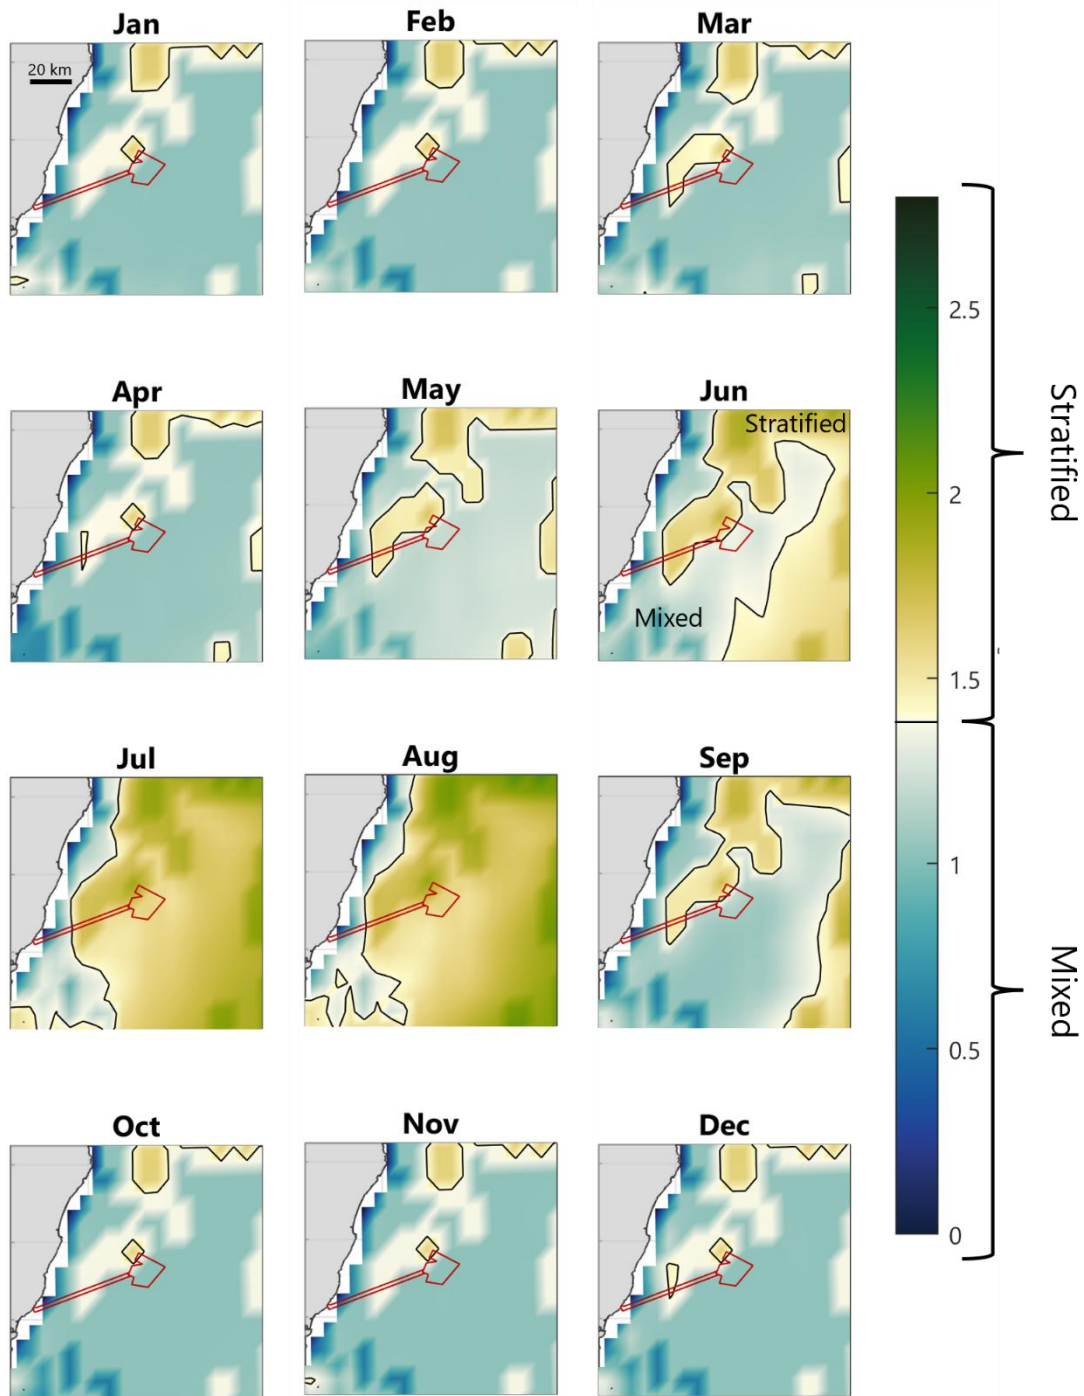 Jan
Feb
Mar
20 km
Apr
May
Jun
Stratified
Mixed
Jul
Aug
Sep
Oct
Nov
Dec
2.5
2
1.5
1
0.5
0
Stratified
Mixed